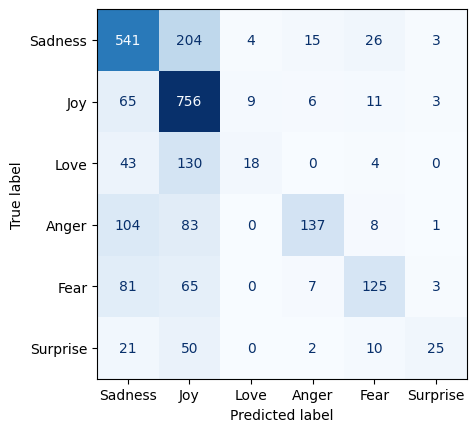 Sadness 541 204 4 15 26 3
Joy 65 756 9 6 11 3
Love 43 130 18 0 4 0
Anger 104 83 0 137 8 1
Fear 81 65 0 7 125 3
Surprise 21 50 0 2 10 25
Sadness Joy Love Anger Fear Surprise
Predicted label
True label